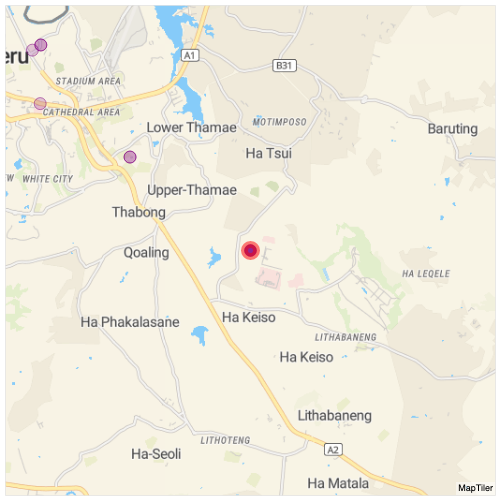 eru
A1
B31
STADIUM AREA
CATHEDRAL AREA
MOTIMPOSO
Lower Thamae
Baruting
Ha Tsui
W
WHITE CITY
Upper-Thamae
Thabong
Qoaling
HA LEQELE
Ha Keiso
Ha Phakalasane
LITHABANENG
Ha Keiso
Lithabaneng
LITHOTENG
A2
Ha-Seoli
Ha Matala
MapTiler